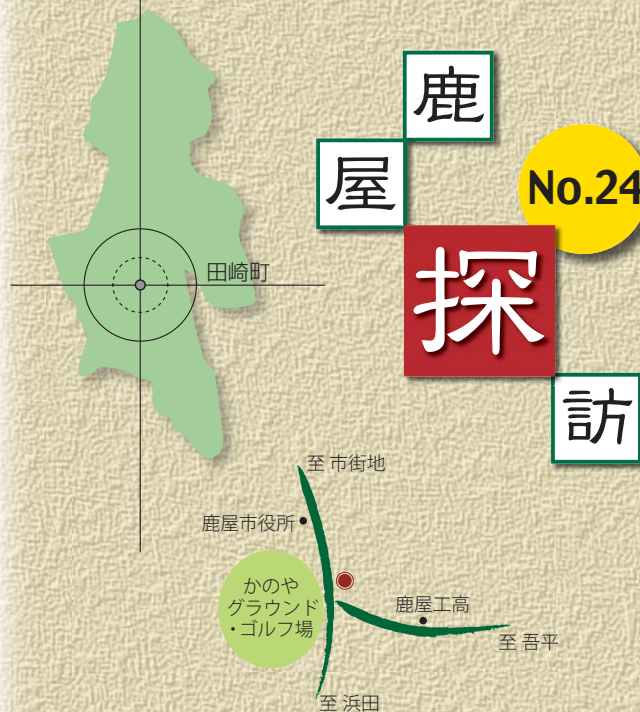 鹿
屋
探
訪
No.24
田崎町
至 市街地
鹿屋市役所
かのや
グラウンド
・ゴルフ場
鹿屋工高
至 吾平
至 浜田